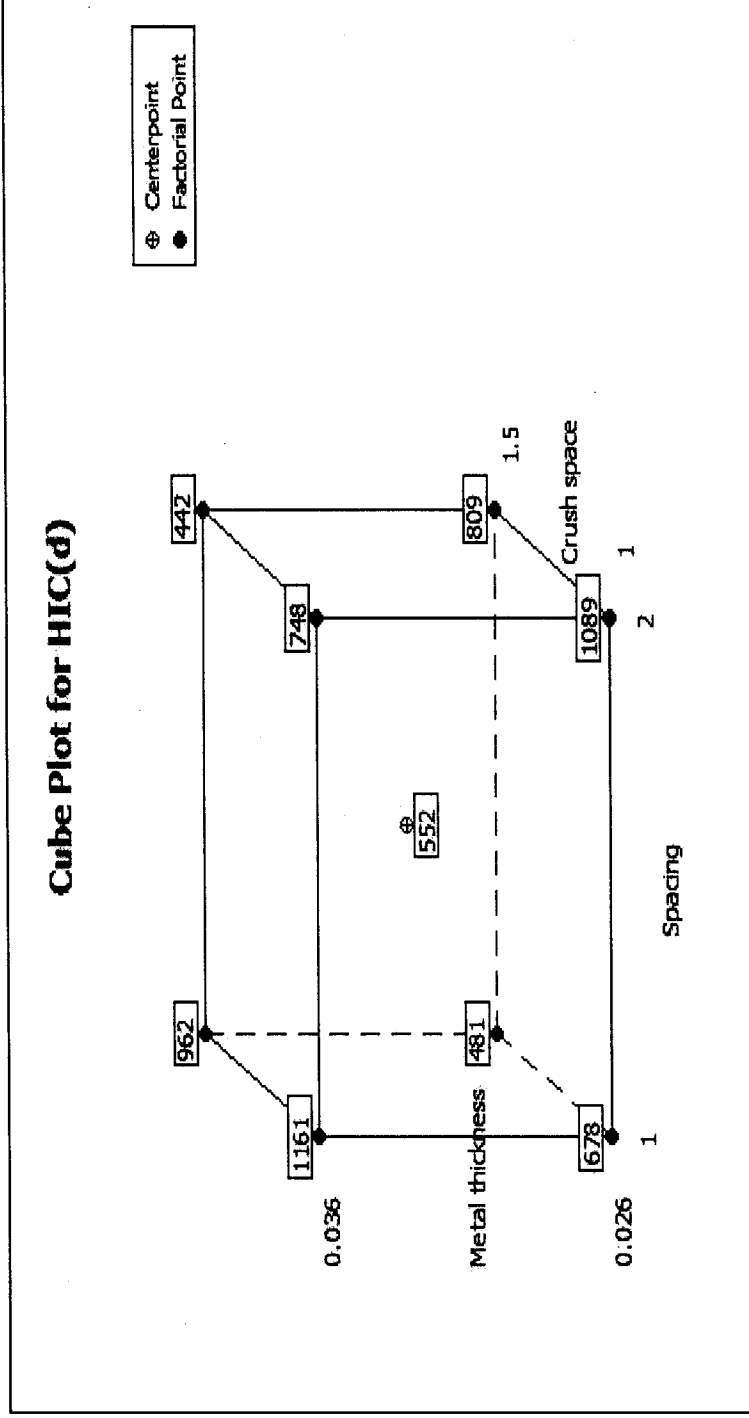 Cube Plot for HIC(d)
Centerpoint
Factorial Point
962
442
1161
748
0.036
552
Metal thickness
481
809
1.5
678
1089
Crush space
0.026
1
2
1
Spacing